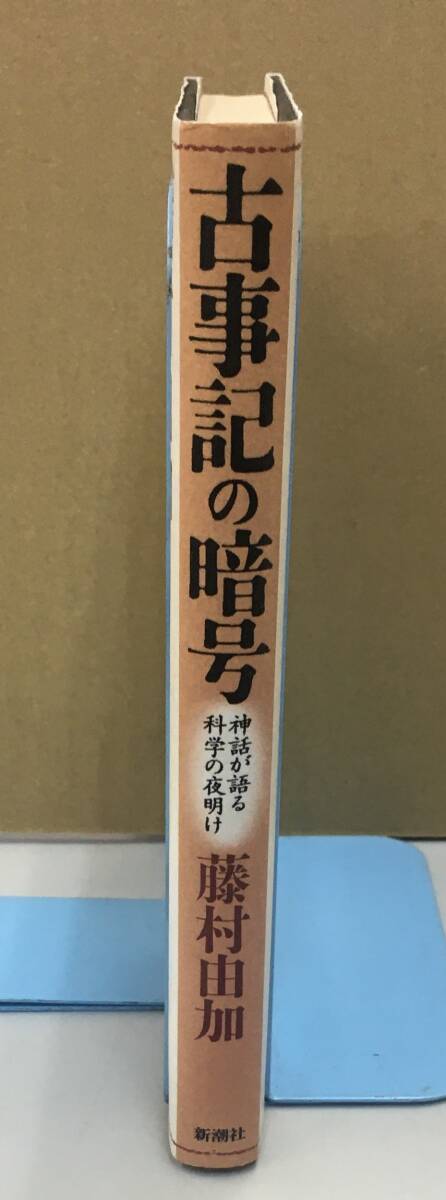 古事記の暗号
神話が語る
科学の夜明け
藤村由加
新潮社